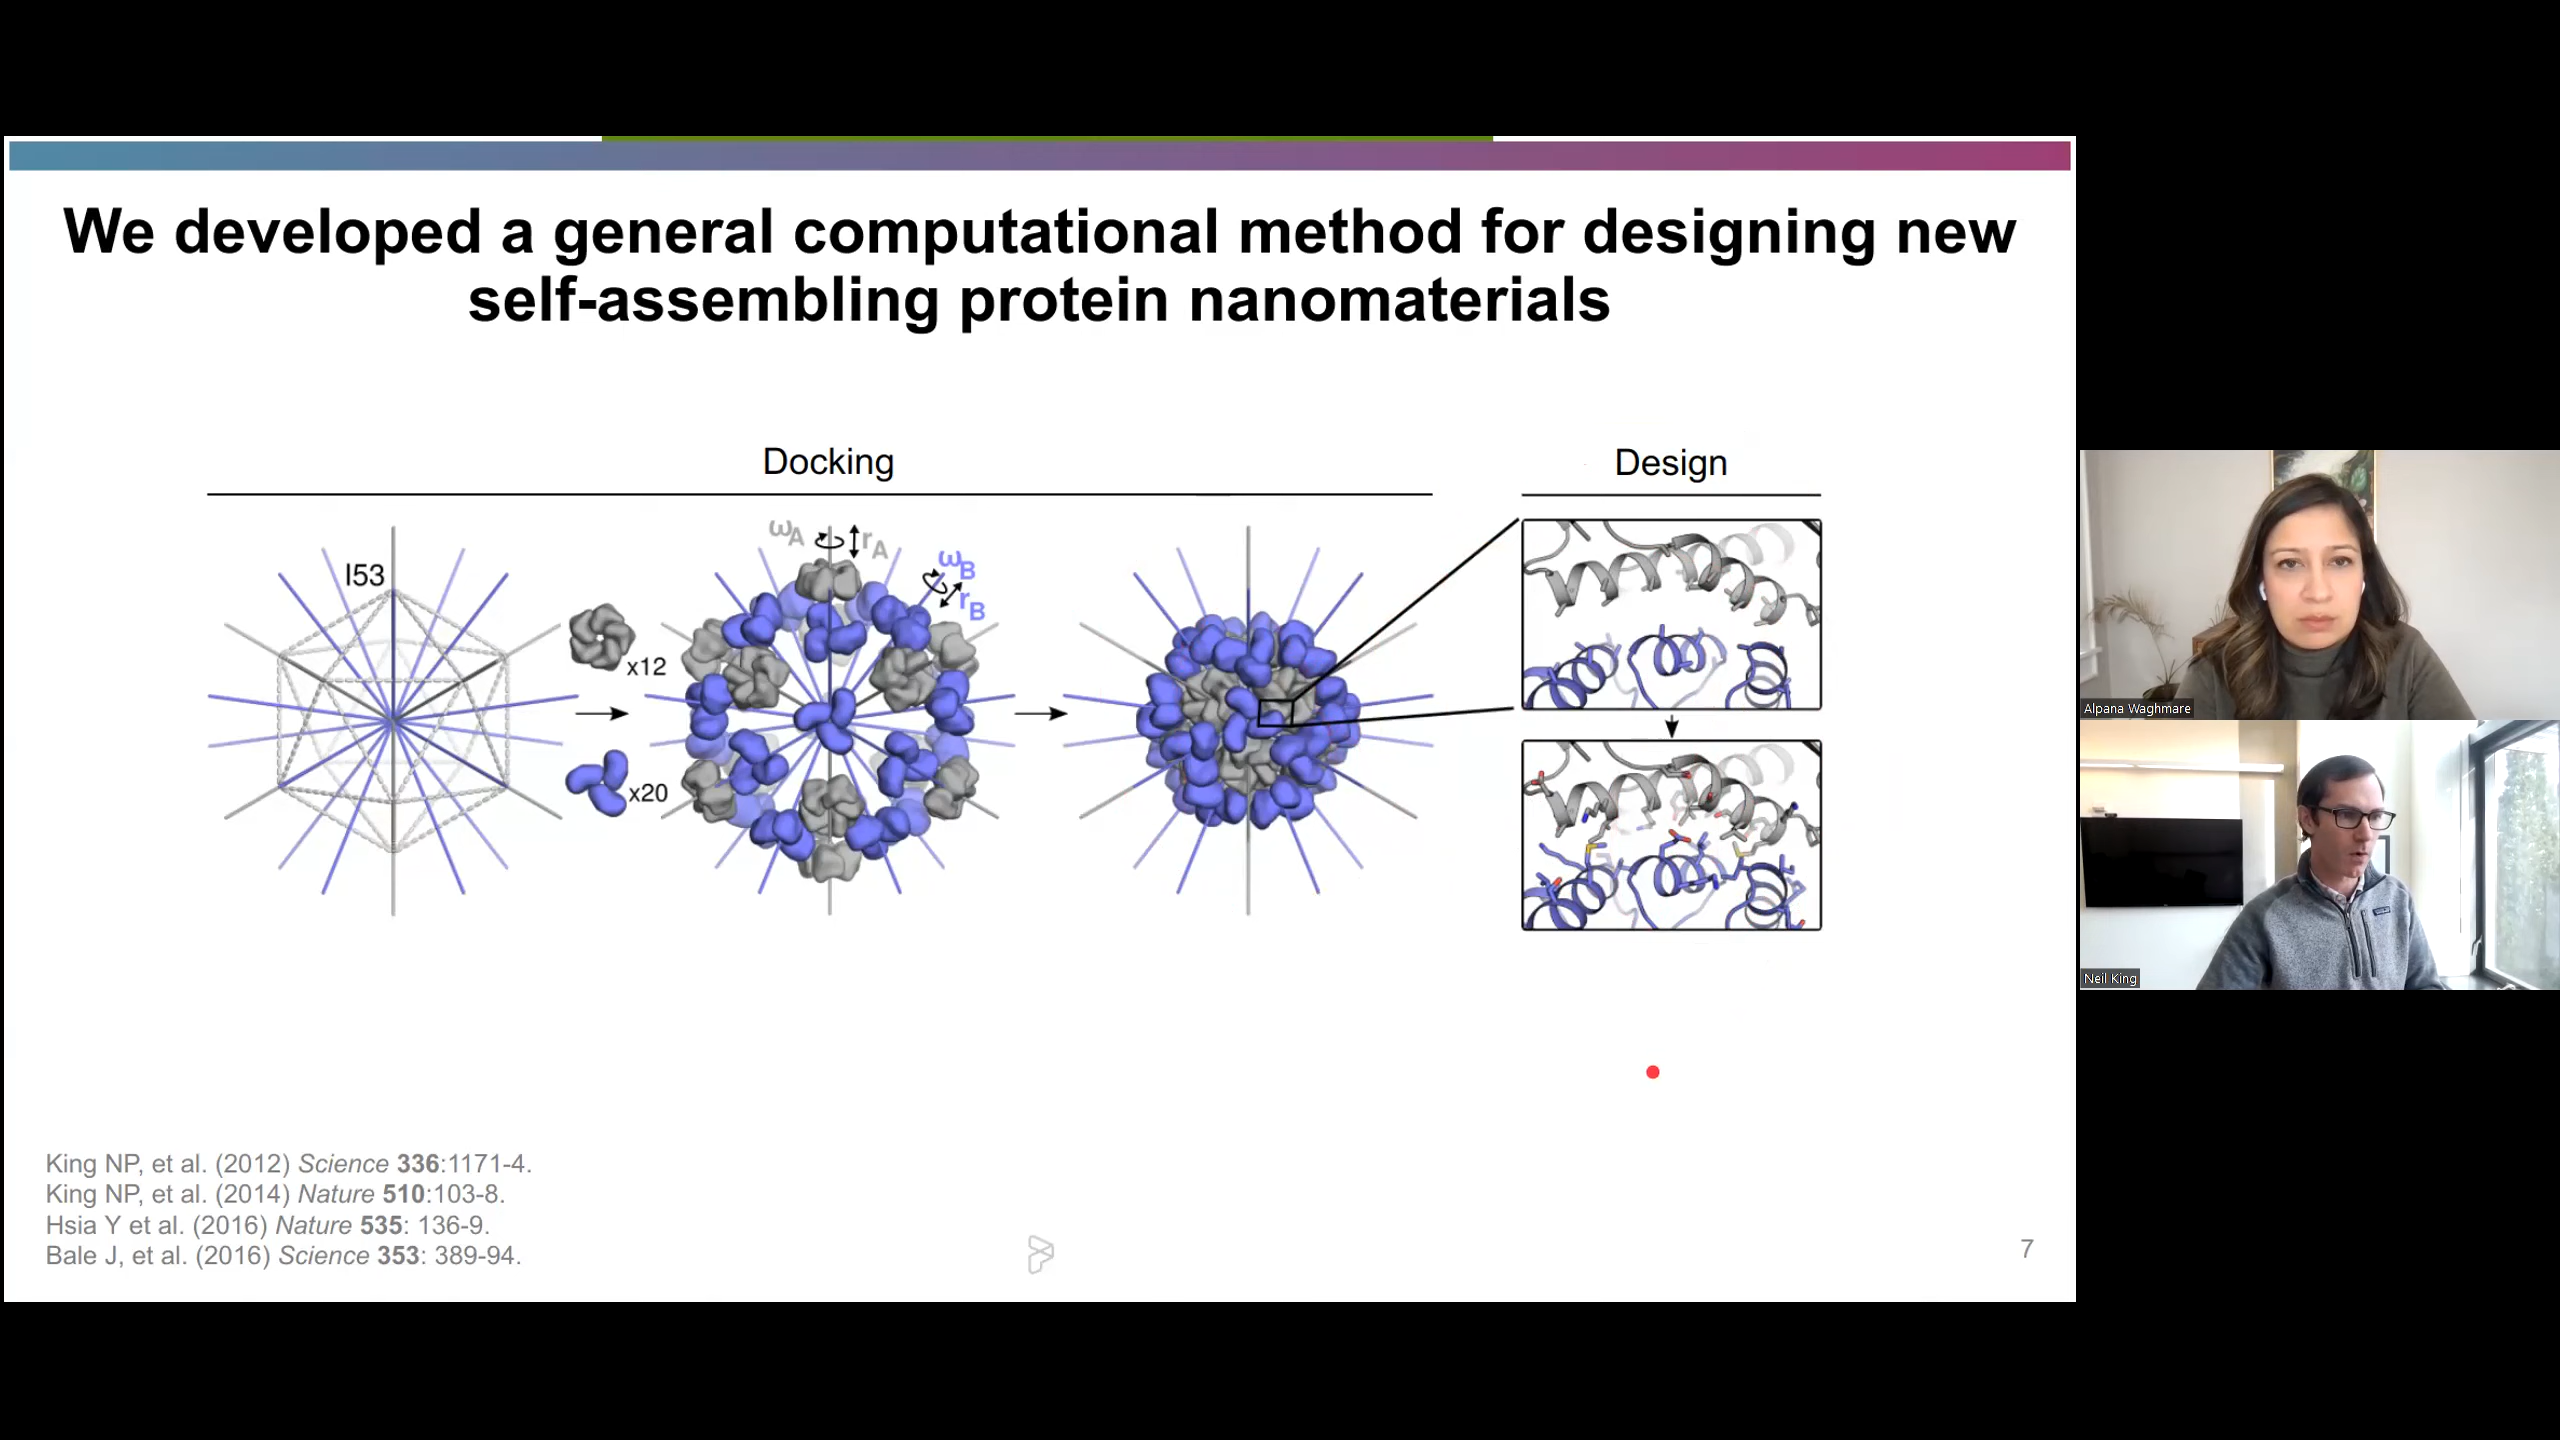 We developed a general computational method for designing new
self-assembling protein nanomaterials
Docking
Design
I53
x12
x20
ωA
rA
ωB
rB
King NP, et al. (2012) Science 336:1171-4.
King NP, et al. (2014) Nature 510:103-8.
Hsia Y et al. (2016) Nature 535: 136-9.
Bale J, et al. (2016) Science 353: 389-94.
7
Alpana Waghmare
Neil King